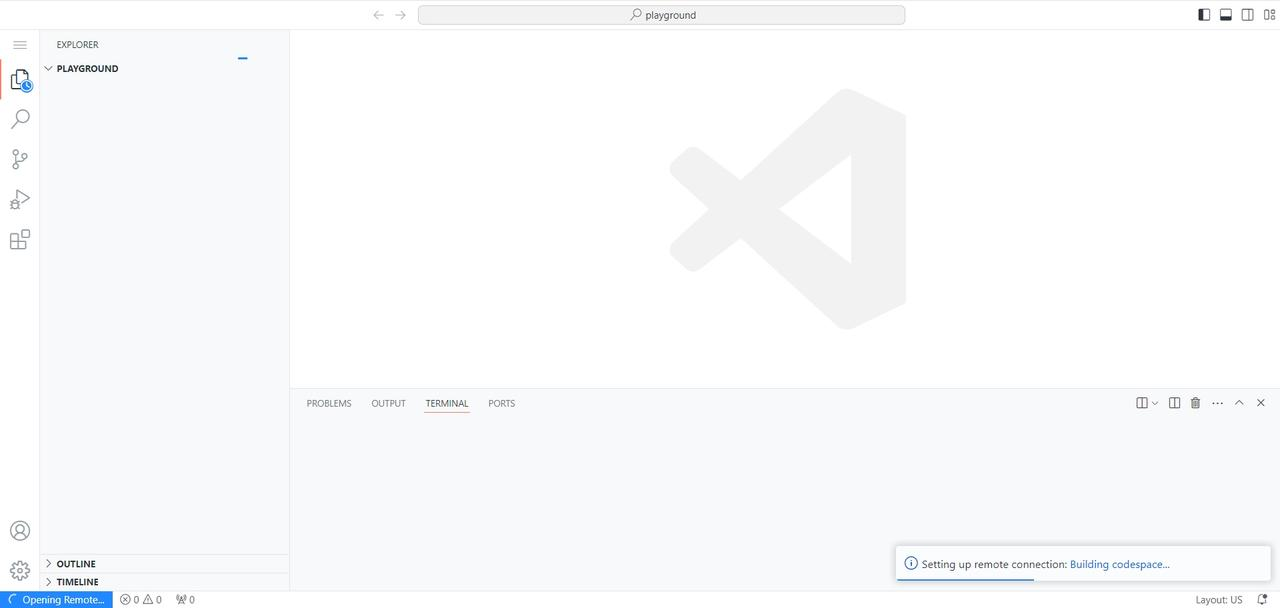 playground
EXPLORER
PLAYGROUND
PROBLEMS OUTPUT TERMINAL PORTS
Setting up remote connection: Building codespace...
OUTLINE
TIMELINE
Opening Remote... 0 0 0 Layout: US